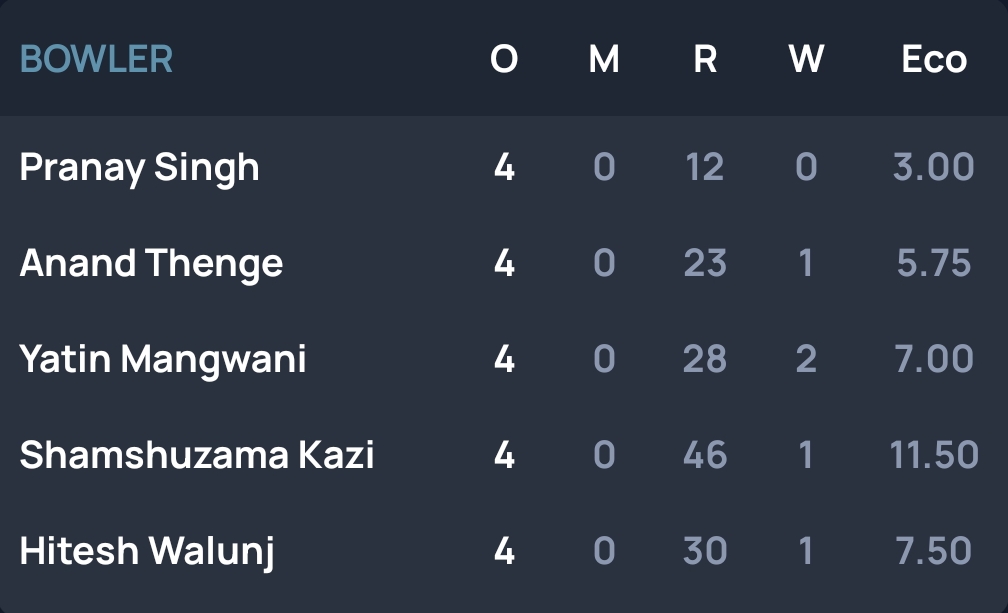 BOWLER O M R W Eco
Pranay Singh 4 0 12 0 3.00
Anand Thenge 4 0 23 1 5.75
Yatin Mangwani 4 0 28 2 7.00
Shamshuzama Kazi 4 0 46 1 11.50
Hitesh Walunj 4 0 30 1 7.50